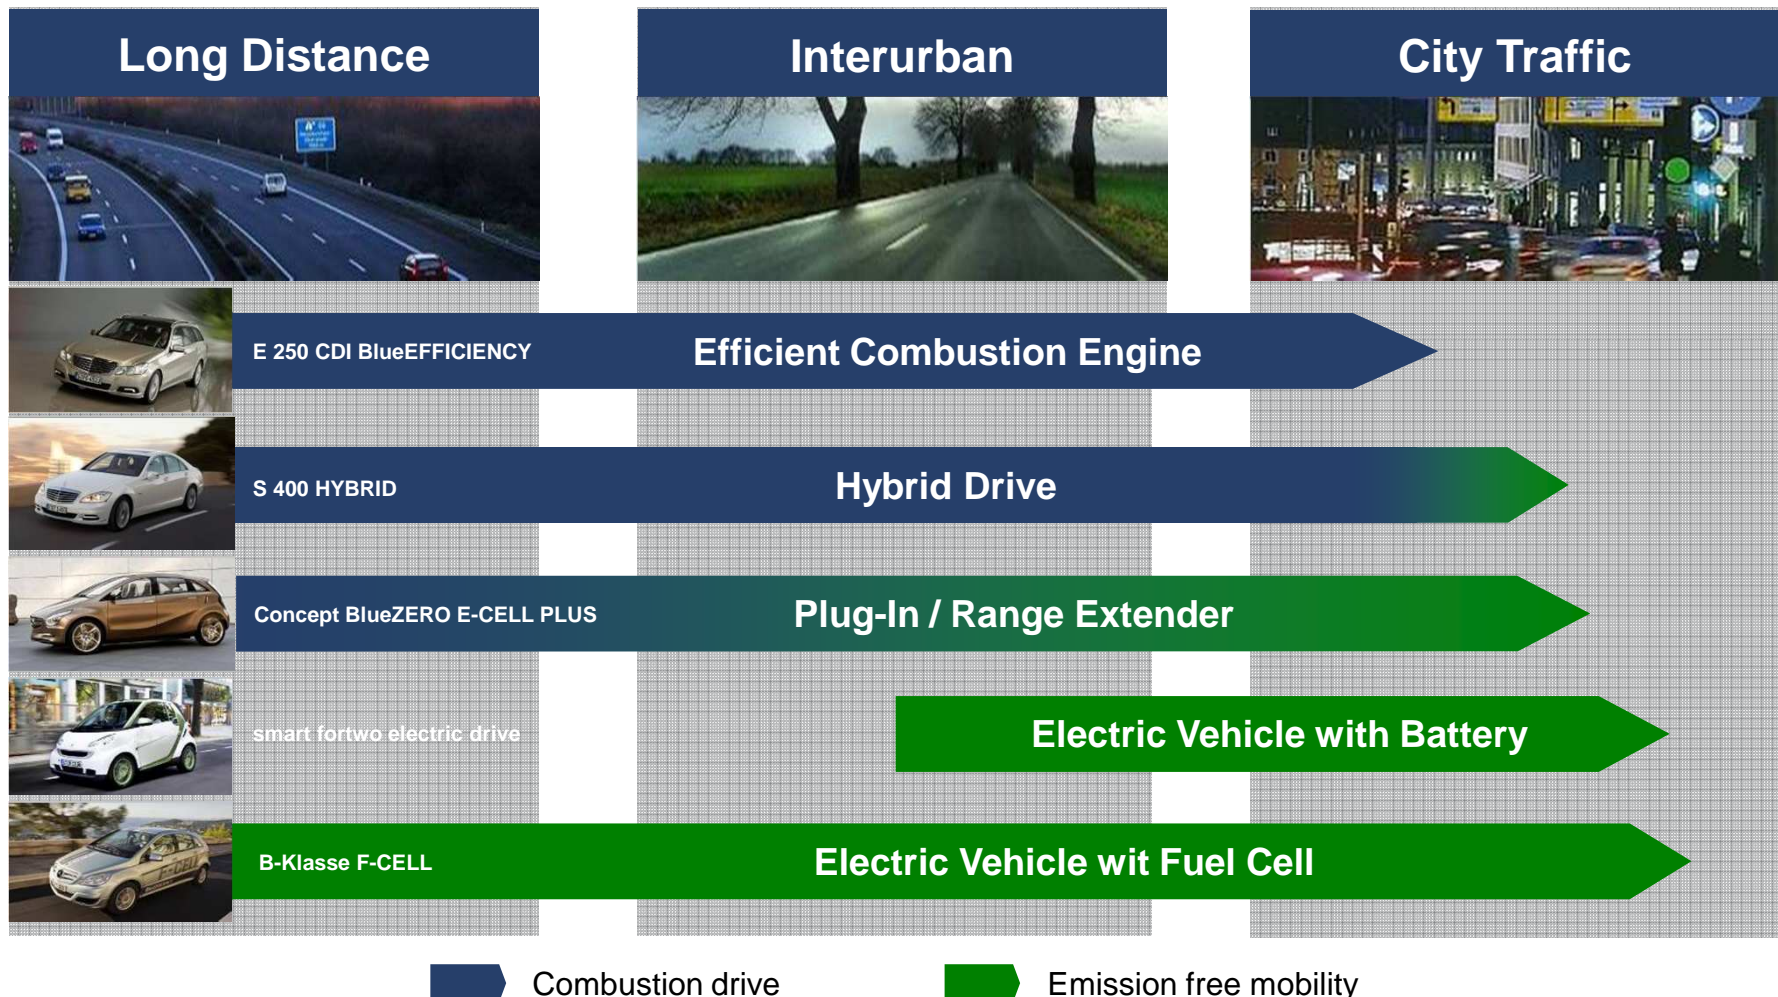 Long Distance
Interurban
City Traffic
E 250 CDI BlueEFFICIENCY
Efficient Combustion Engine
S 400 HYBRID
Hybrid Drive
Concept BlueZERO E-CELL PLUS
Plug-In / Range Extender
smart fortwo electric drive
Electric Vehicle with Battery
B-Klasse F-CELL
Electric Vehicle wit Fuel Cell
F-CELL
Combustion drive
Emission free mobility